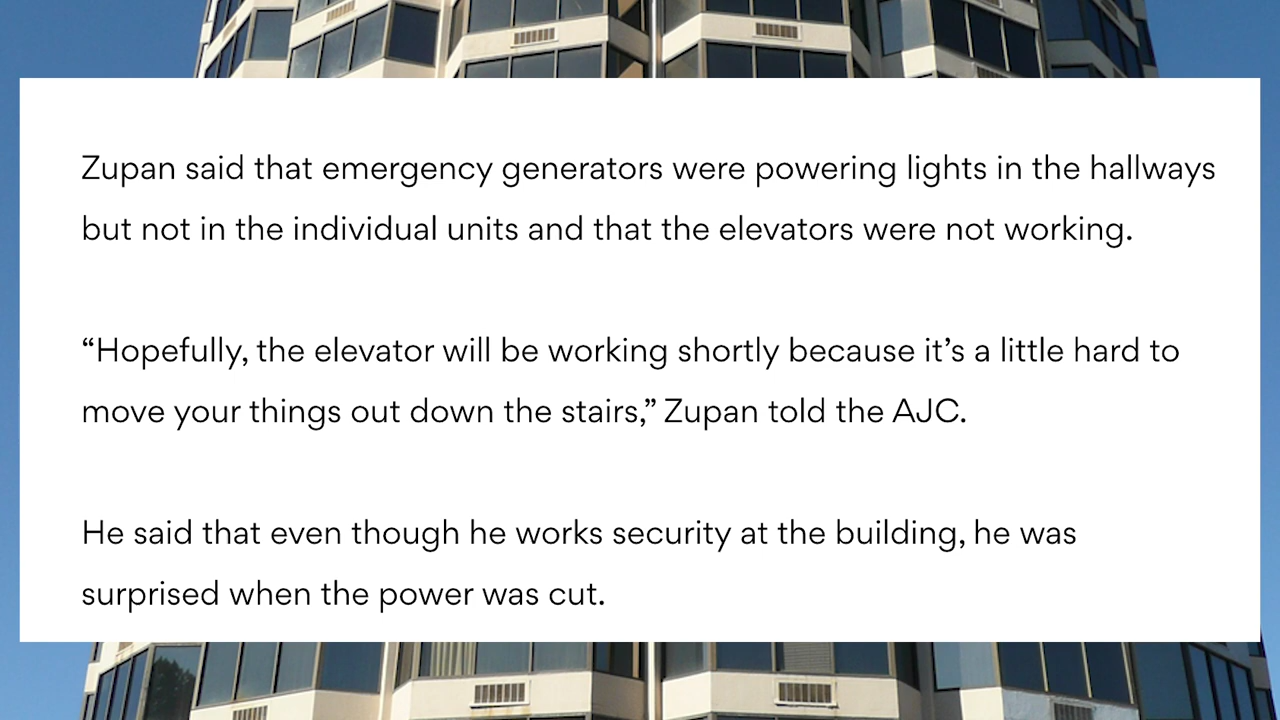 Zupan said that emergency generators were powering lights in the hallways
but not in the individual units and that the elevators were not working.
“Hopefully, the elevator will be working shortly because it’s a little hard to
move your things out down the stairs,” Zupan told the AJC.
He said that even though he works security at the building, he was
surprised when the power was cut.